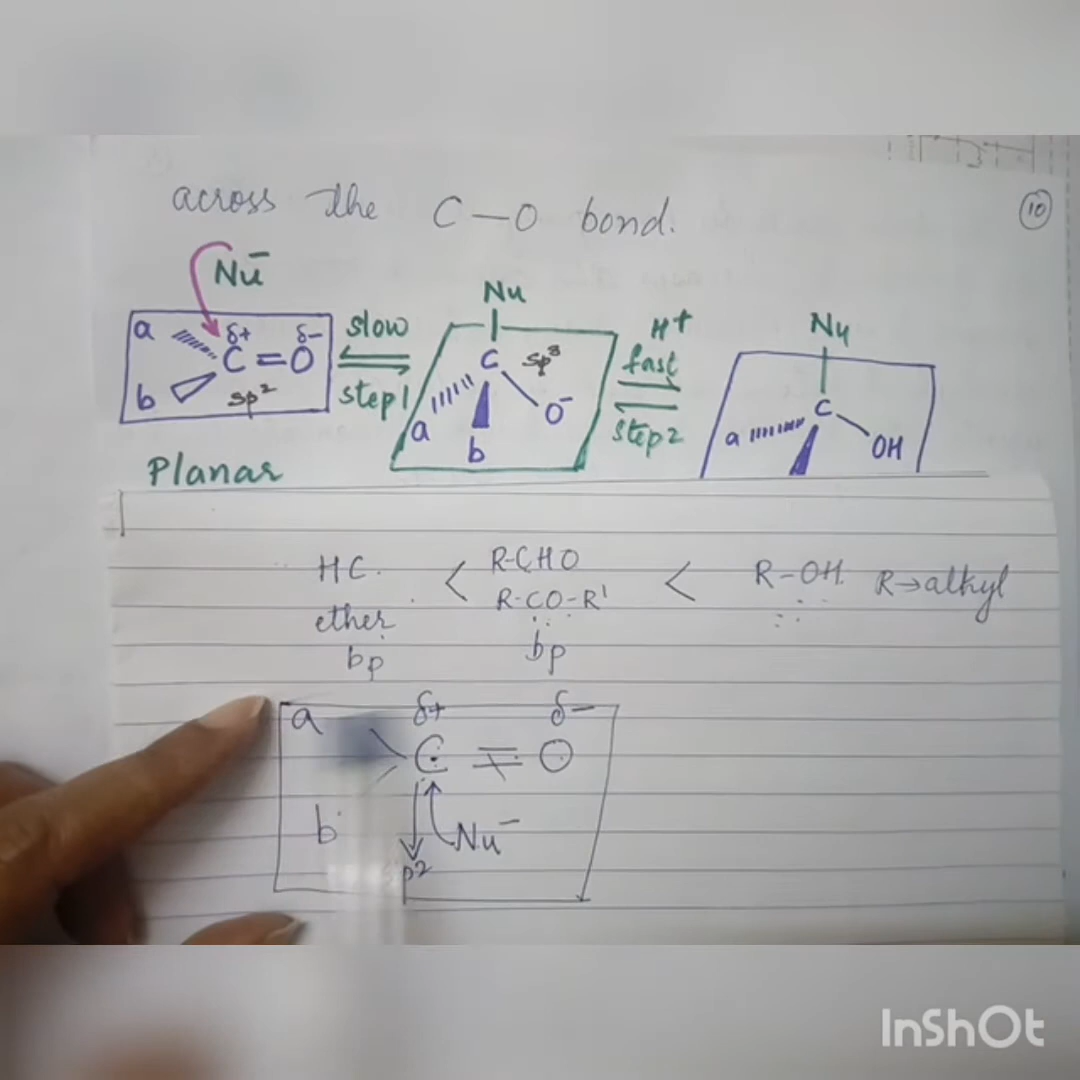 across the C—O bond.
10
Nu⁻
a δ+ δ-
C=O
b sp²
Planar
slow
step 1
Nu
C sp³
a O⁻
b
H+
fast
step 2
Nu
C
a OH
HC. < R-CHO < R-OH. R→alkyl
R-CO-R'
ether
bp bp
a δ+ δ-
C = O
b Nu⁻
p2
InShOt